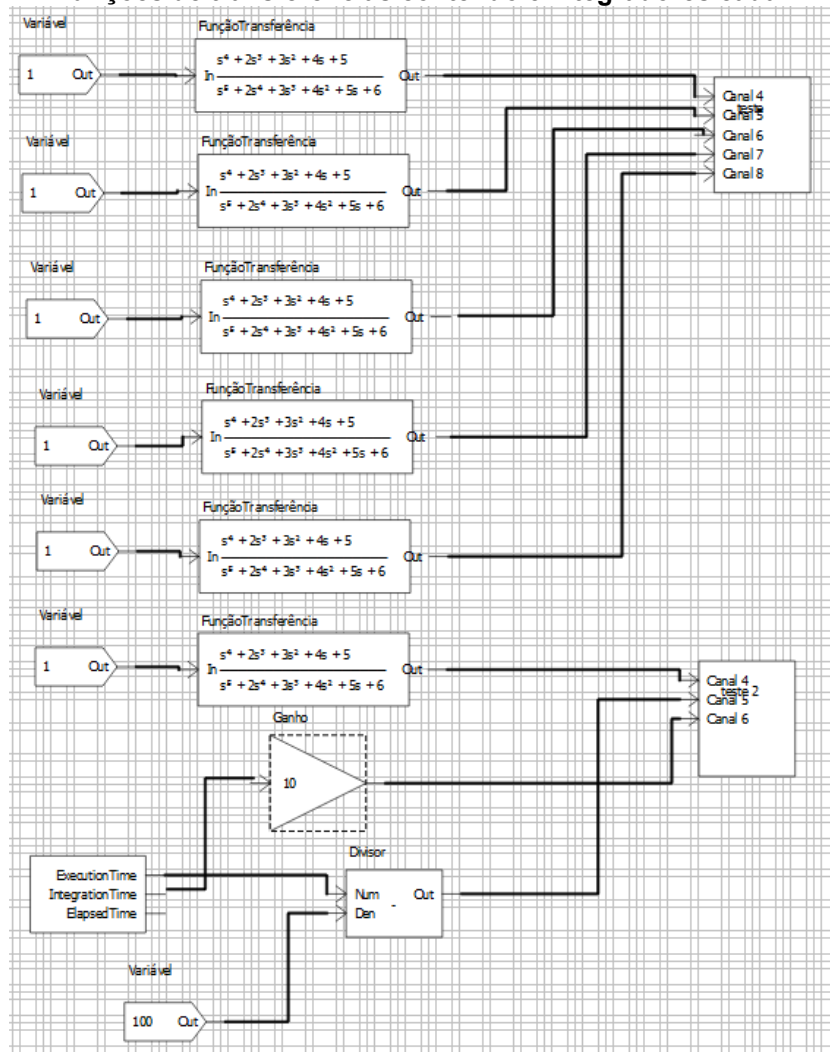 Variável
FunçãoTransferência
1 Out
In
s⁴ + 2s³ + 3s² + 4s + 5
s⁵ + 2s⁴ + 3s³ + 4s² + 5s + 6
Out
Canal 4
teste
Canal 5
Canal 6
Canal 7
Canal 8
Variável
FunçãoTransferência
1 Out
In
s⁴ + 2s³ + 3s² + 4s + 5
s⁵ + 2s⁴ + 3s³ + 4s² + 5s + 6
Out
Variável
FunçãoTransferência
1 Out
In
s⁴ + 2s³ + 3s² + 4s + 5
s⁵ + 2s⁴ + 3s³ + 4s² + 5s + 6
Out
Variável
FunçãoTransferência
1 Out
In
s⁴ + 2s³ + 3s² + 4s + 5
s⁵ + 2s⁴ + 3s³ + 4s² + 5s + 6
Out
Variável
FunçãoTransferência
1 Out
In
s⁴ + 2s³ + 3s² + 4s + 5
s⁵ + 2s⁴ + 3s³ + 4s² + 5s + 6
Out
Variável
FunçãoTransferência
1 Out
In
s⁴ + 2s³ + 3s² + 4s + 5
s⁵ + 2s⁴ + 3s³ + 4s² + 5s + 6
Out
Canal 4
teste 2
Canal 5
Canal 6
Ganho
10
Divisor
ExecutionTime
IntegrationTime
ElapsedTime
Num Out
-
Den
Variável
100 Out